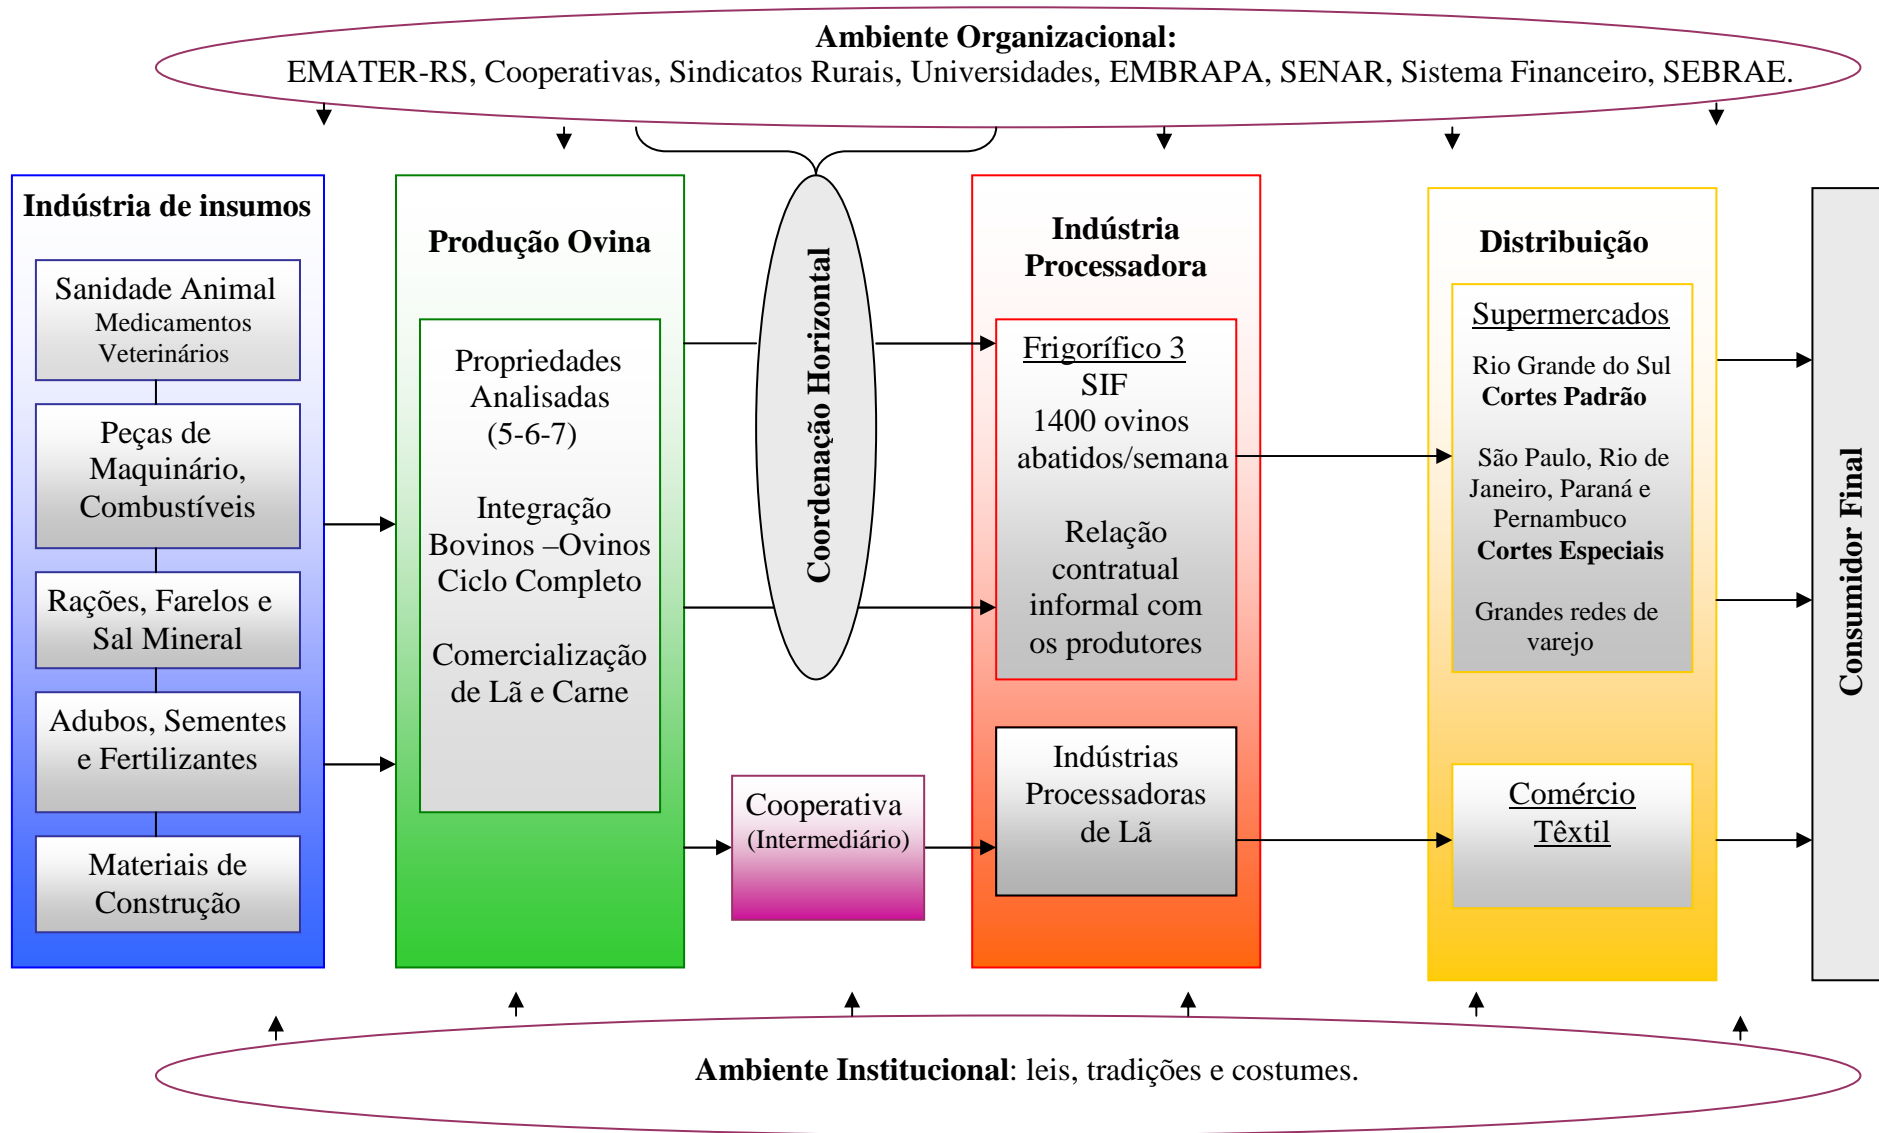 Ambiente Organizacional:
EMATER-RS, Cooperativas, Sindicatos Rurais, Universidades, EMBRAPA, SENAR, Sistema Financeiro, SEBRAE.
Indústria de insumos
Sanidade Animal
Medicamentos
Veterinários
Peças de
Maquinário,
Combustíveis
Rações, Farelos e
Sal Mineral
Adubos, Sementes
e Fertilizantes
Materiais de
Construção
Produção Ovina
Propriedades
Analisadas
(5-6-7)
Integração
Bovinos –Ovinos
Ciclo Completo
Comercialização
de Lã e Carne
Coordenação Horizontal
Cooperativa
(Intermediário)
Indústria
Processadora
Frigorífico 3
SIF
1400 ovinos
abatidos/semana
Relação
contratual
informal com
os produtores
Indústrias
Processadoras
de Lã
Distribuição
Supermercados
Rio Grande do Sul
Cortes Padrão
São Paulo, Rio de
Janeiro, Paraná e
Pernambuco
Cortes Especiais
Grandes redes de
varejo
Comércio
Têxtil
Consumidor Final
Ambiente Institucional: leis, tradições e costumes.